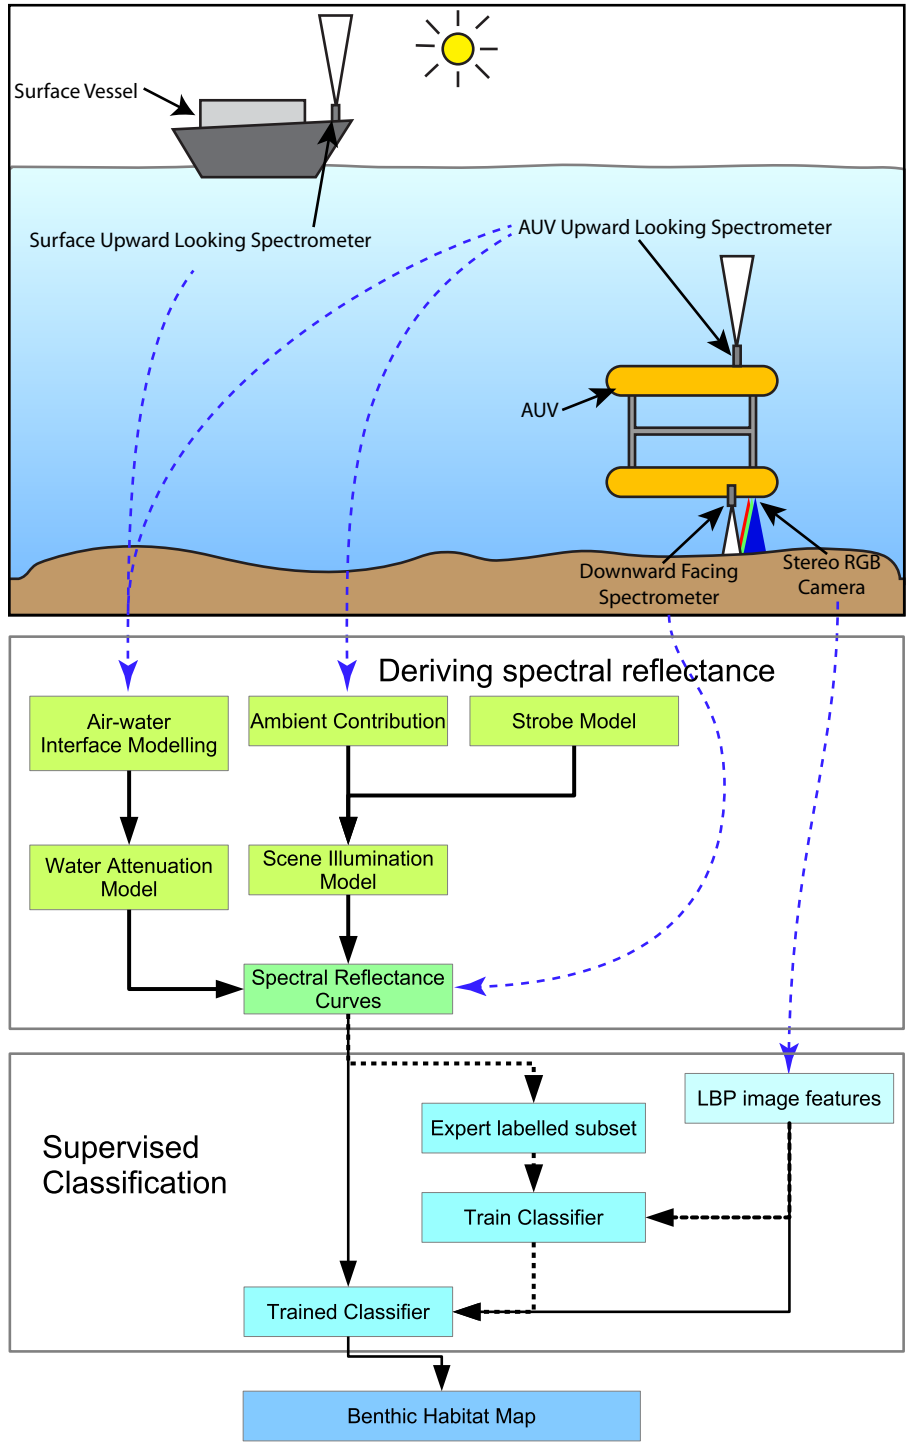 Surface Vessel
Surface Upward Looking Spectrometer
AUV Upward Looking Spectrometer
AUV
Downward Facing
Spectrometer
Stereo RGB
Camera
Deriving spectral reflectance
Air-water
Interface Modelling
Ambient Contribution
Strobe Model
Water Attenuation
Model
Scene Illumination
Model
Spectral Reflectance
Curves
Supervised
Classification
LBP image features
Expert labelled subset
Train Classifier
Trained Classifier
Benthic Habitat Map